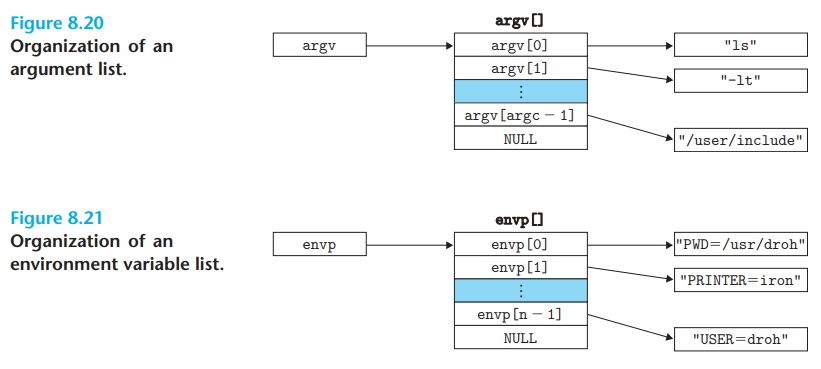 Figure 8.20
Organization of an
argument list.
argv[]
argv
argv[0]
"ls"
argv[1]
"-lt"
⋮
argv[argc − 1]
"/user/include"
NULL
Figure 8.21
Organization of an
environment variable list.
envp[]
envp
envp[0]
"PWD=/usr/droh"
envp[1]
"PRINTER=iron"
⋮
envp[n − 1]
"USER=droh"
NULL